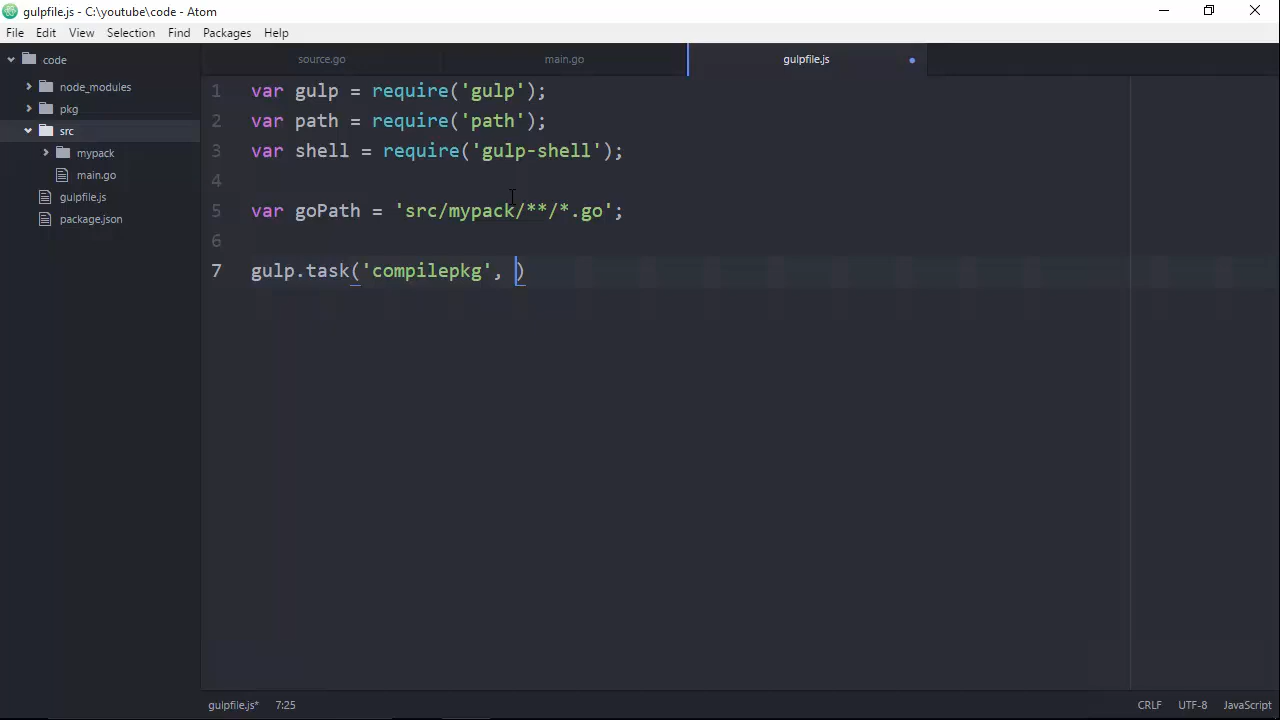 gulpfile.js - C:\youtube\code - Atom
File Edit View Selection Find Packages Help
code
node_modules
pkg
src
mypack
main.go
gulpfile.js
package.json
source.go main.go gulpfile.js
1 var gulp = require('gulp');
2 var path = require('path');
3 var shell = require('gulp-shell');
4
5 var goPath = 'src/mypack/**/*.go';
6
7 gulp.task('compilepkg', )
gulpfile.js* 7:25 CRLF UTF-8 JavaScript